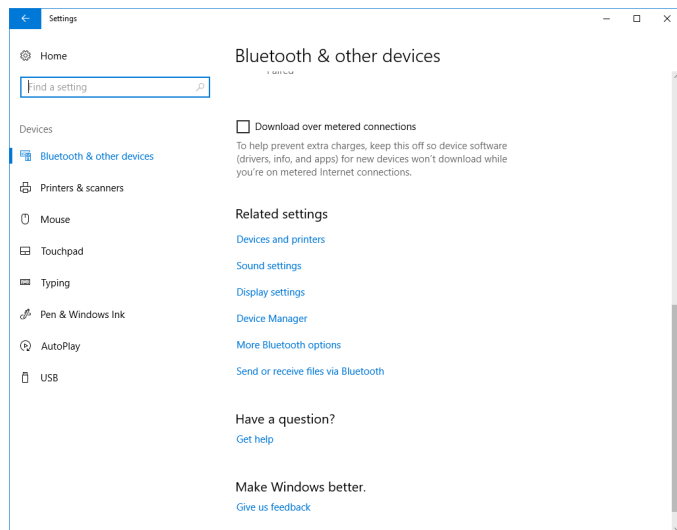 Settings
Home
Bluetooth & other devices
Find a setting
Paired
Devices
Bluetooth & other devices
Printers & scanners
Mouse
Touchpad
Typing
Pen & Windows Ink
AutoPlay
USB
Download over metered connections
To help prevent extra charges, keep this off so device software
(drivers, info, and apps) for new devices won't download while
you're on metered Internet connections.
Related settings
Devices and printers
Sound settings
Display settings
Device Manager
More Bluetooth options
Send or receive files via Bluetooth
Have a question?
Get help
Make Windows better.
Give us feedback